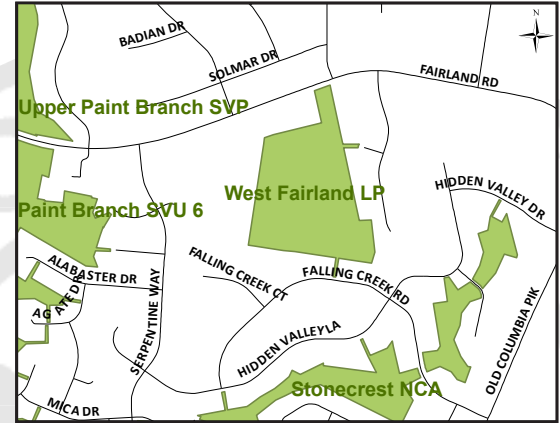 N
BADIAN DR
SOLMAR DR
FAIRLAND RD
Upper Paint Branch SVP
West Fairland LP
HIDDEN VALLEY DR
Paint Branch SVU 6
ALABASTER DR
AGATE DR
SERPENTINE WAY
FALLING CREEK CT
FALLING CREEK RD
HIDDEN VALLEY LA
OLD COLUMBIA PIK
Stonecrest NCA
MICA DR